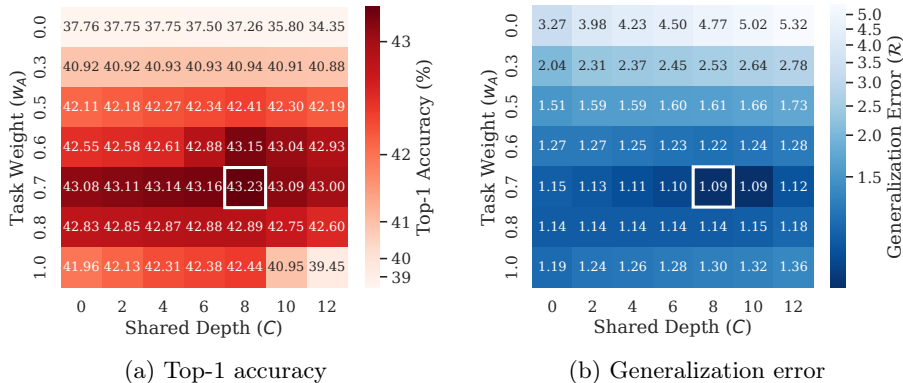 0.0 37.76 37.75 37.75 37.50 37.26 35.80 34.35
0.3 40.92 40.92 40.93 40.93 40.94 40.91 40.88
0.5 42.11 42.18 42.27 42.34 42.41 42.30 42.19
0.6 42.55 42.58 42.61 42.88 43.15 43.04 42.93
0.7 43.08 43.11 43.14 43.16 43.23 43.09 43.00
0.8 42.83 42.85 42.87 42.88 42.89 42.75 42.60
1.0 41.96 42.13 42.31 42.38 42.44 40.95 39.45
0 2 4 6 8 10 12
Task Weight (w_A)
Shared Depth (C)
43
42
41
40
39
Top-1 Accuracy (%)
(a) Top-1 accuracy
0.0 3.27 3.98 4.23 4.50 4.77 5.02 5.32
0.3 2.04 2.31 2.37 2.45 2.53 2.64 2.78
0.5 1.51 1.59 1.59 1.60 1.61 1.66 1.73
0.6 1.27 1.27 1.25 1.23 1.22 1.24 1.28
0.7 1.15 1.13 1.11 1.10 1.09 1.09 1.12
0.8 1.14 1.14 1.14 1.14 1.14 1.15 1.18
1.0 1.19 1.24 1.26 1.28 1.30 1.32 1.36
0 2 4 6 8 10 12
Task Weight (w_A)
Shared Depth (C)
5.0
4.5
4.0
3.5
3.0
2.5
2.0
1.5
Generalization Error (R)
(b) Generalization error